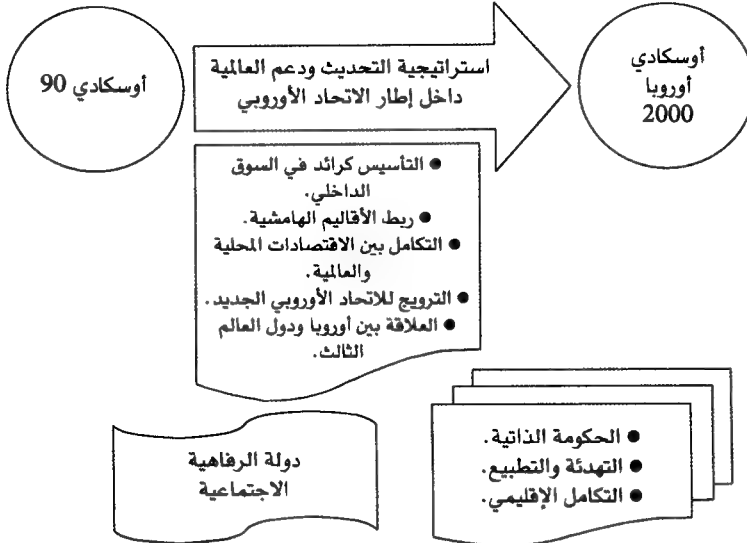 أوسكادي 90
استراتيجية التحديث ودعم العالمية
داخل إطار الاتحاد الأوروبي
أوسكادي
أوروبا
2000
● التأسيس كرائد في السوق
الداخلي.
● ربط الأقاليم الهامشية.
● التكامل بين الاقتصادات المحلية
والعالمية.
● الترويج للاتحاد الأوروبي الجديد.
● العلاقة بين أوروبا ودول العالم
الثالث.
● الحكومة الذاتية.
● التهدئة والتطبيع.
● التكامل الإقليمي.
دولة الرفاهية
الاجتماعية